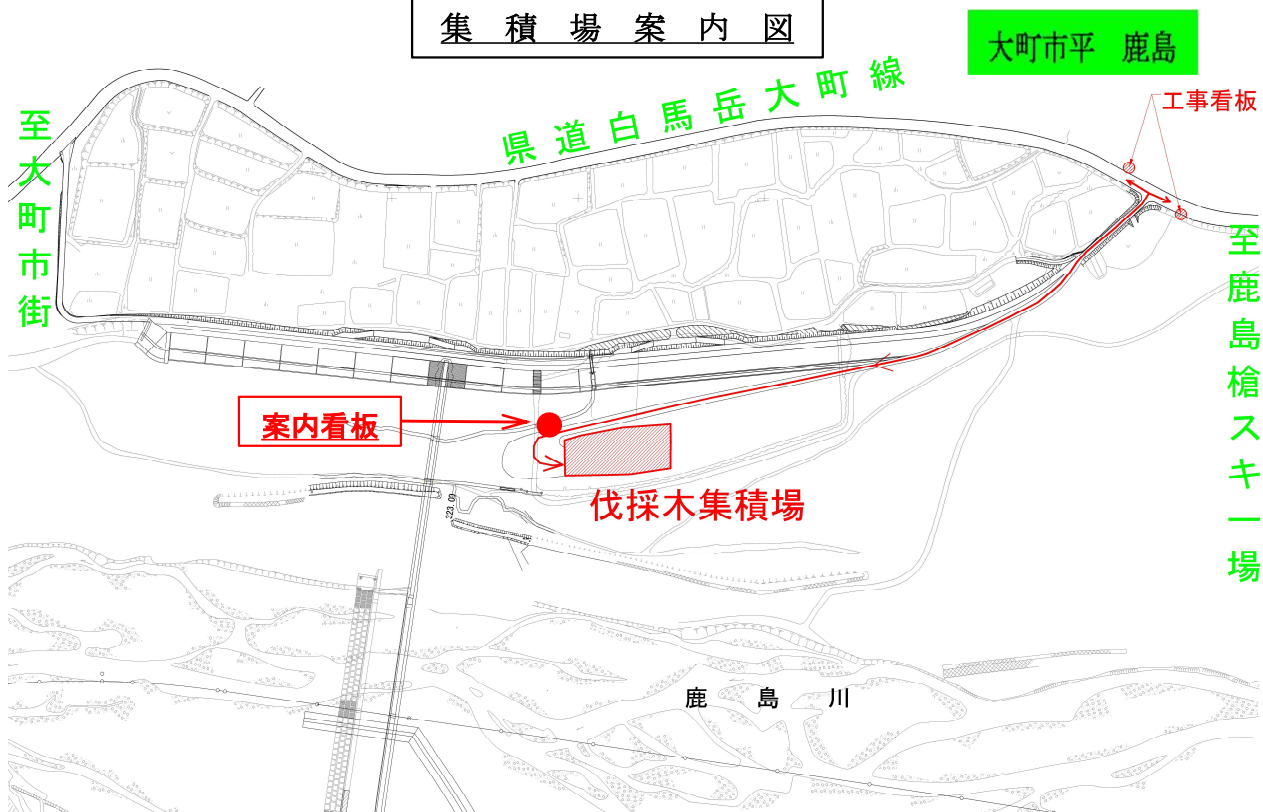 集積場案内図
大町市平 鹿島
工事看板
県道白馬岳大町線
至大町市街
至鹿島槍スキー場
案内看板
伐採木集積場
323.00
鹿島川